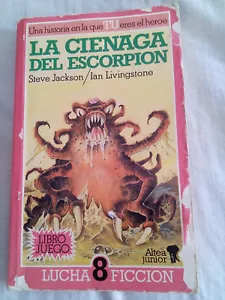 Una historia en la que TU eres el heroe
LA CIENAGA
DEL ESCORPION
Steve Jackson/Ian Livingstone
LIBRO
JUEGO
Altea
Junior
LUCHA 8 FICCION